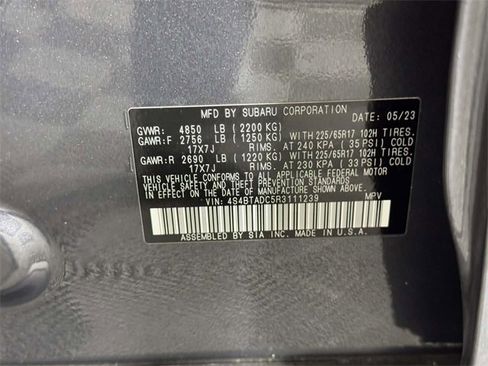 MFD BY SUBARU CORPORATION DATE: 05/23
GVWR: 4850 LB (2200 KG)
GAWR:F 2756 LB (1250 KG) WITH 225/65R17 102H TIRES.
17X7J RIMS. AT 240 KPA (35 PSI) COLD
GAWR:R 2690 LB (1220 KG) WITH 225/65R17 102H TIRES.
17X7J RIMS. AT 230 KPA (33 PSI) COLD
THIS VEHICLE CONFORMS TO ALL APPLICABLE FEDERAL MOTOR
VEHICLE SAFETY, BUMPER, AND THEFT PREVENTION STANDARDS
IN EFFECT ON THE DATE OF MANUFACTURE SHOWN ABOVE.
VIN: 4S4BTADC5R3111239 MPV
ASSEMBLED BY SIA INC. MADE IN U.S.A.